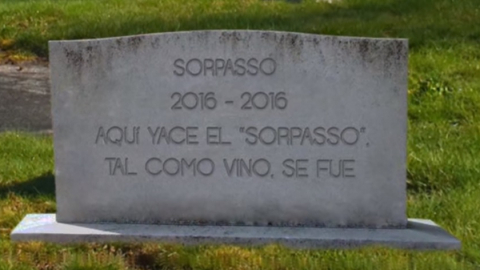 SORPASSO
2016 - 2016
AQUI YACE EL "SORPASSO",
TAL COMO VINO, SE FUE